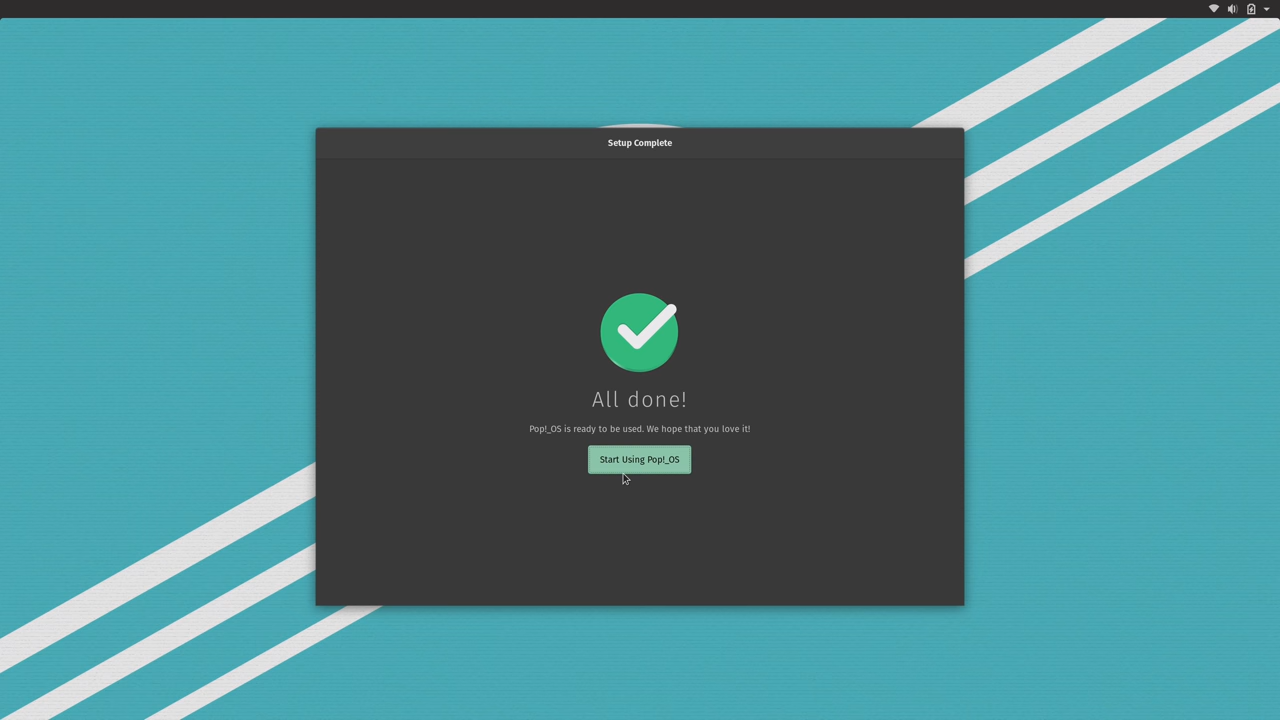 Setup Complete
All done!
Pop!_OS is ready to be used. We hope that you love it!
Start Using Pop!_OS